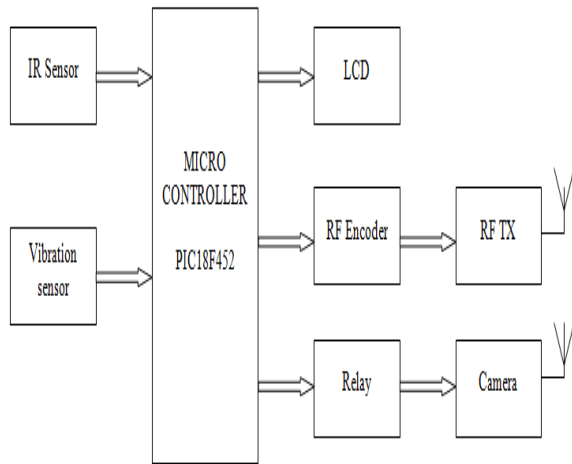 IR Sensor
LCD
MICRO
CONTROLLER
PIC18F452
RF Encoder
RF TX
Vibration
sensor
Relay
Camera